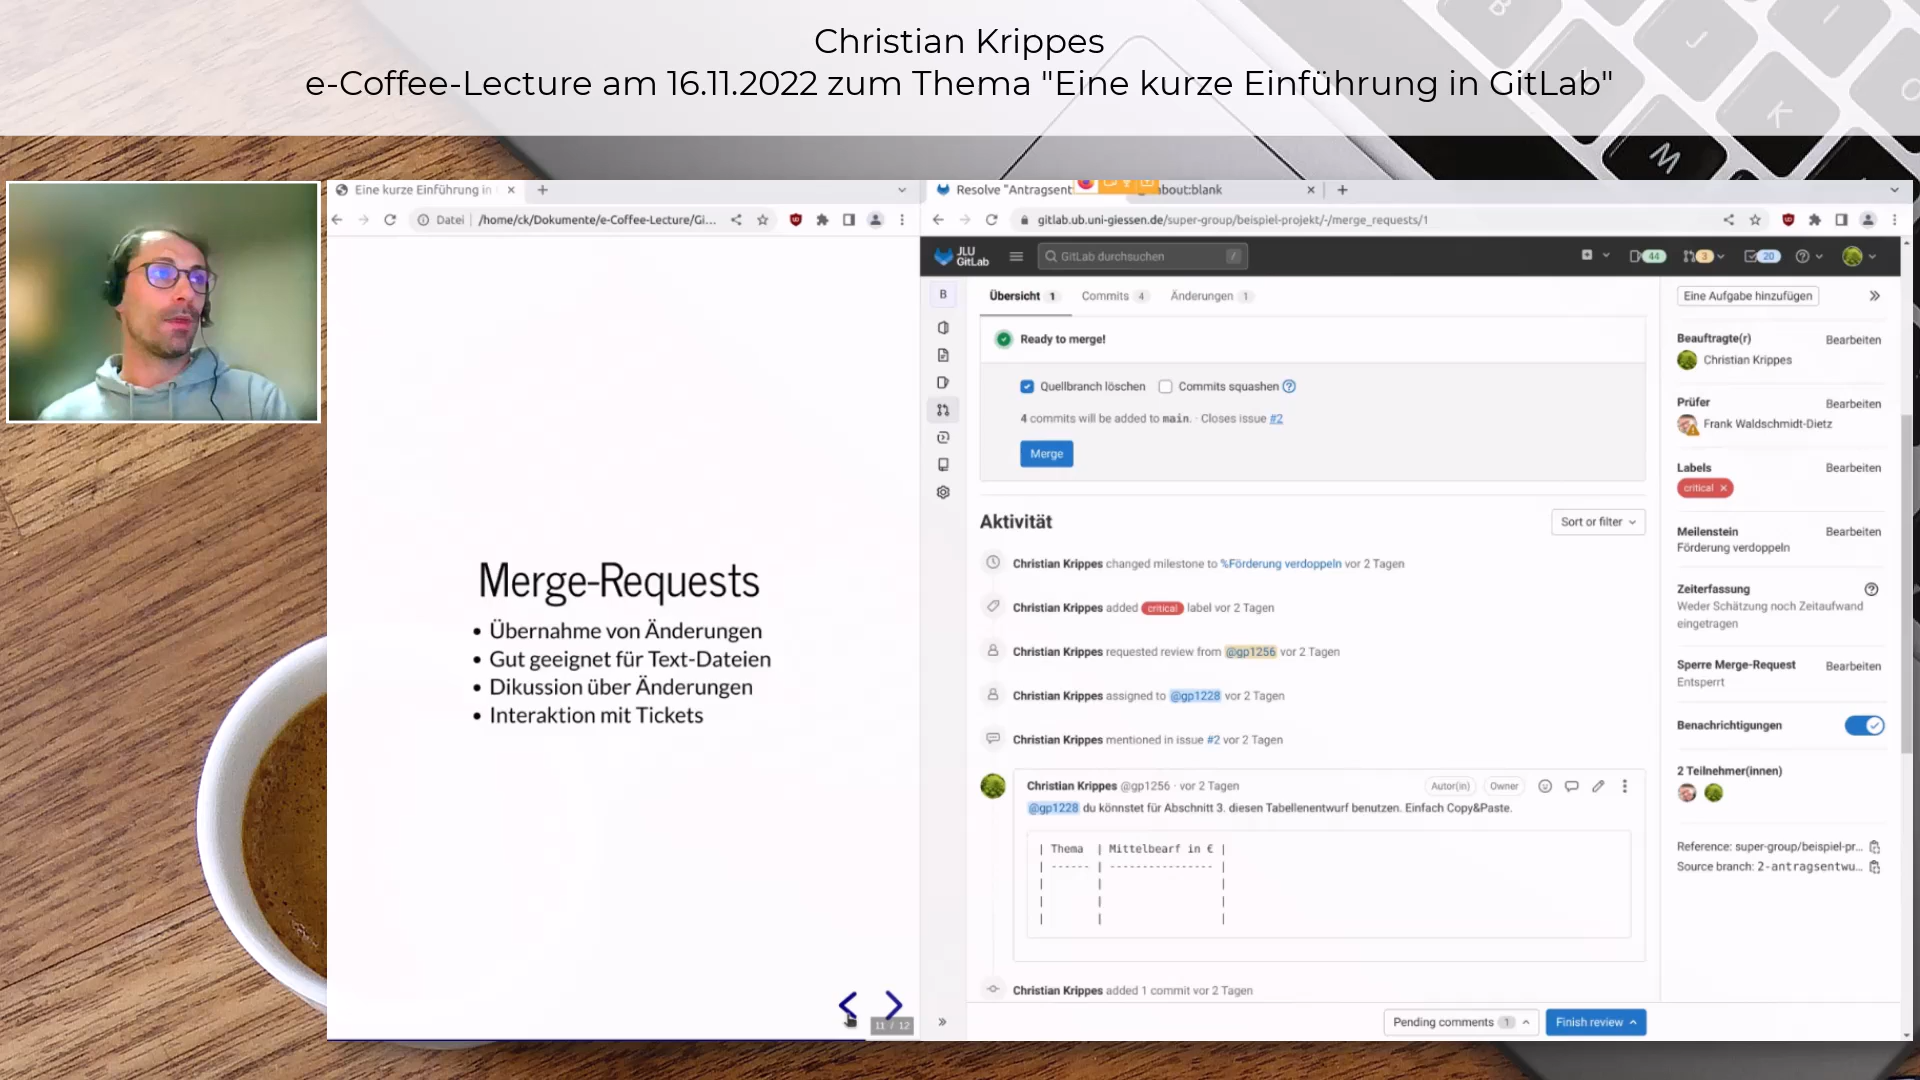 Christian Krippes
e-Coffee-Lecture am 16.11.2022 zum Thema "Eine kurze Einführung in GitLab"
Eine kurze Einführung in
Datei /home/ck/Dokumente/e-Coffee-Lecture/Gi...
Merge-Requests
• Übernahme von Änderungen
• Gut geeignet für Text-Dateien
• Dikussion über Änderungen
• Interaktion mit Tickets
11 / 12
Resolve "Antragsent
about:blank
gitlab.ub.uni-giessen.de/super-group/beispiel-projekt/-/merge_requests/1
JLU GitLab
GitLab durchsuchen /
44 3 20
B
Übersicht 1 Commits 4 Änderungen 1
Ready to merge!
Quellbranch löschen Commits squashen
4 commits will be added to main. · Closes issue #2
Merge
Aktivität
Sort or filter
Christian Krippes changed milestone to %Förderung verdoppeln vor 2 Tagen
Christian Krippes added critical label vor 2 Tagen
Christian Krippes requested review from @gp1256 vor 2 Tagen
Christian Krippes assigned to @gp1228 vor 2 Tagen
Christian Krippes mentioned in issue #2 vor 2 Tagen
Christian Krippes @gp1256 · vor 2 Tagen Autor(in) Owner
@gp1228 du könnstet für Abschnitt 3. diesen Tabellenentwurf benutzen. Einfach Copy&Paste.
| Thema | Mittelbearf in € |
| ------ | --------------- |
| | |
| | |
| | |
Christian Krippes added 1 commit vor 2 Tagen
Pending comments 1
Finish review
Eine Aufgabe hinzufügen
Beauftragte(r) Bearbeiten
Christian Krippes
Prüfer Bearbeiten
Frank Waldschmidt-Dietz
Labels Bearbeiten
critical ×
Meilenstein Bearbeiten
Förderung verdoppeln
Zeiterfassung
Weder Schätzung noch Zeitaufwand
eingetragen
Sperre Merge-Request Bearbeiten
Entsperrt
Benachrichtigungen
2 Teilnehmer(innen)
Reference: super-group/beispiel-pr...
Source branch: 2-antragsentwu...
B
J
I
K
O
M